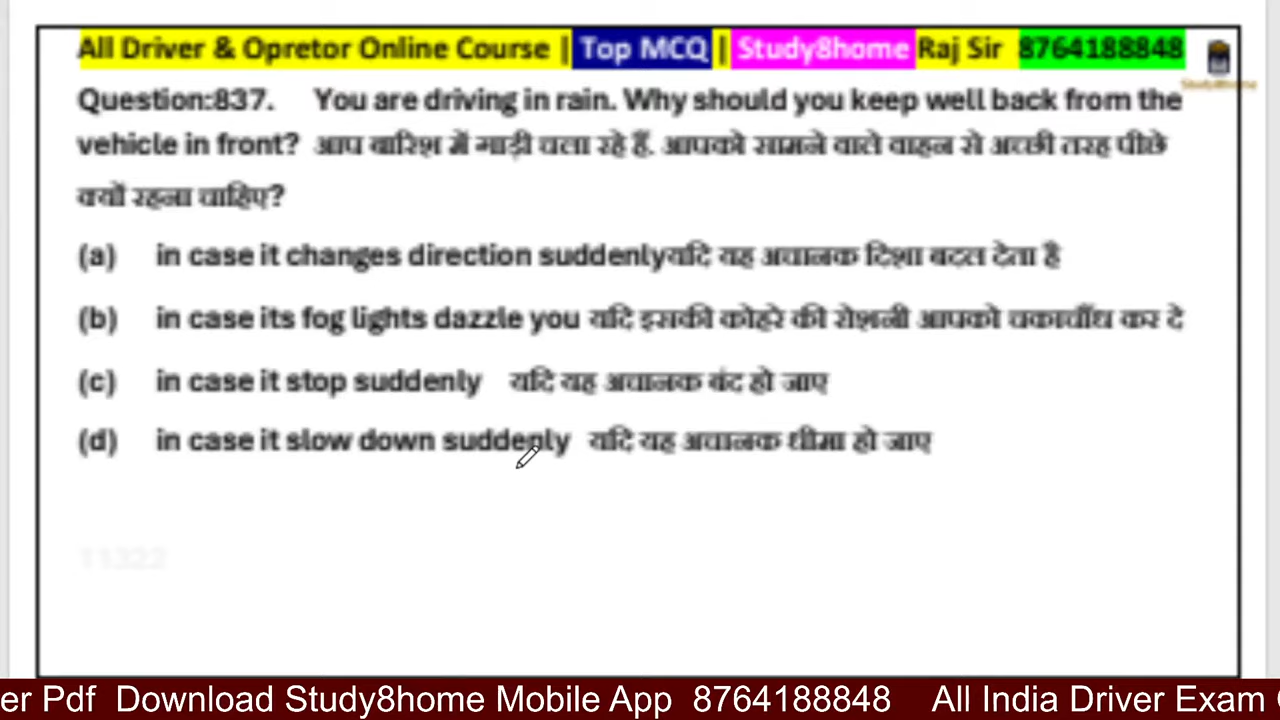 All Driver & Opretor Online Course | Top MCQ | Study8home Raj Sir 8764188848
Study8home
Question:837. You are driving in rain. Why should you keep well back from the
vehicle in front? आप बारिश में गाड़ी चला रहे हैं. आपको सामने वाले वाहन से अच्छी तरह पीछे
क्यों रहना चाहिए?
(a) in case it changes direction suddenlyयदि यह अचानक दिशा बदल देता है
(b) in case its fog lights dazzle you यदि इसकी कोहरे की रोशनी आपको चकाचौंध कर दे
(c) in case it stop suddenly यदि यह अचानक बंद हो जाए
(d) in case it slow down suddenly यदि यह अचानक धीमा हो जाए
T1322
er Pdf Download Study8home Mobile App 8764188848 All India Driver Exam